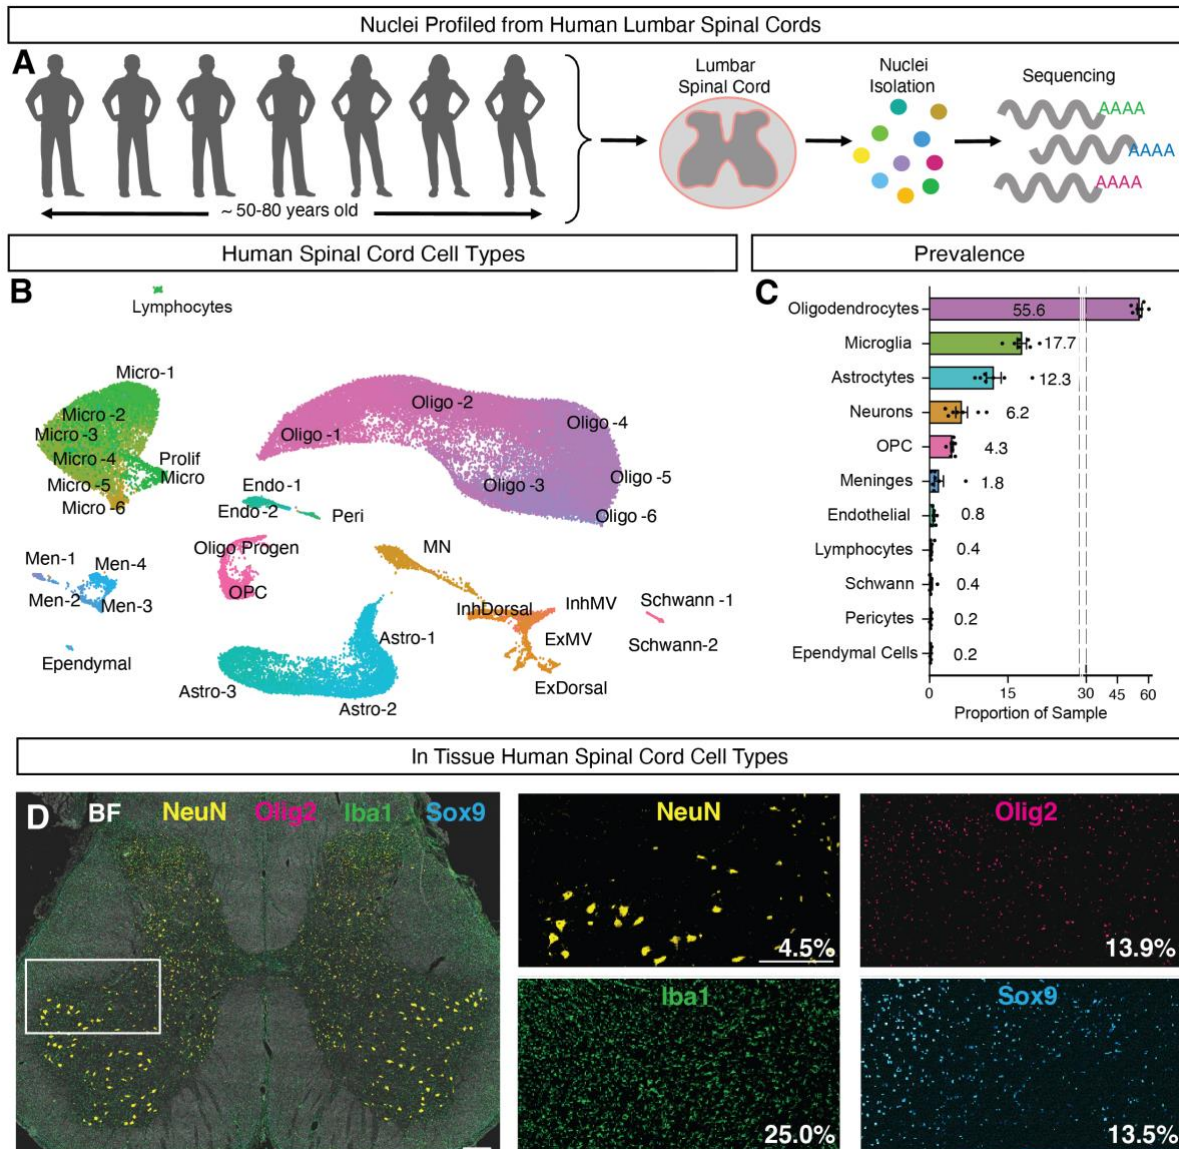 Nuclei Profiled from Human Lumbar Spinal Cords
A
~ 50-80 years old
Lumbar
Spinal Cord
Nuclei
Isolation
Sequencing
AAAA
AAAA
AAAA
Human Spinal Cord Cell Types
B
Lymphocytes
Micro-1
Micro -2
Micro -3
Micro -4
Micro -5
Micro -6
Prolif
Micro
Oligo -1
Oligo -2
Oligo -3
Oligo -4
Oligo -5
Oligo -6
Endo -1
Endo -2
Peri
Oligo Progen
OPC
MN
Men-1
Men-4
Men-2
Men-3
Ependymal
InhDorsal
InhMV
ExMV
ExDorsal
Schwann -1
Schwann-2
Astro-1
Astro-3
Astro-2
Prevalence
C
Oligodendrocytes 55.6
Microglia 17.7
Astroctytes 12.3
Neurons 6.2
OPC 4.3
Meninges 1.8
Endothelial 0.8
Lymphocytes 0.4
Schwann 0.4
Pericytes 0.2
Ependymal Cells 0.2
0 15 30 45 60
Proportion of Sample
In Tissue Human Spinal Cord Cell Types
D BF NeuN Olig2 Iba1 Sox9
NeuN
4.5%
Olig2
13.9%
Iba1
25.0%
Sox9
13.5%